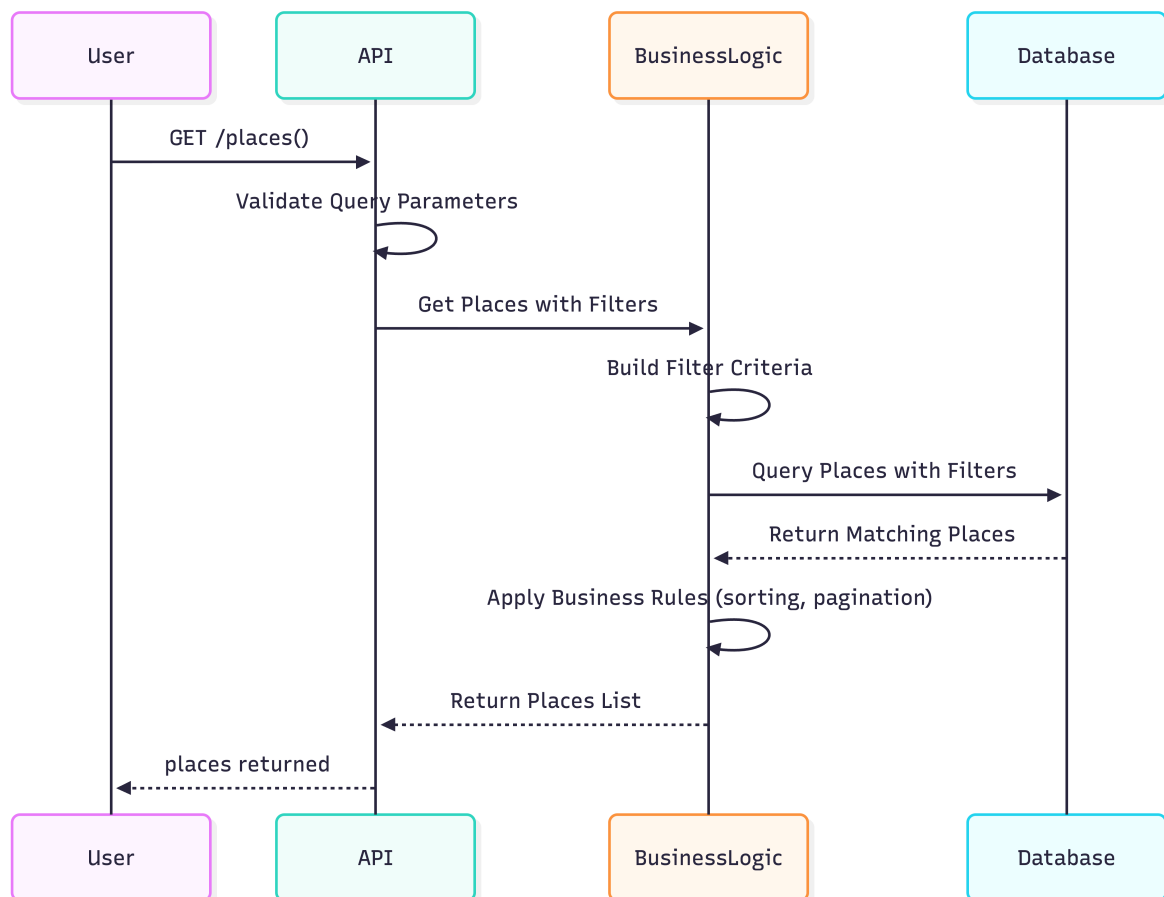 User
API
BusinessLogic
Database
GET /places()
Validate Query Parameters
Get Places with Filters
Build Filter Criteria
Query Places with Filters
Return Matching Places
Apply Business Rules (sorting, pagination)
Return Places List
places returned
User
API
BusinessLogic
Database